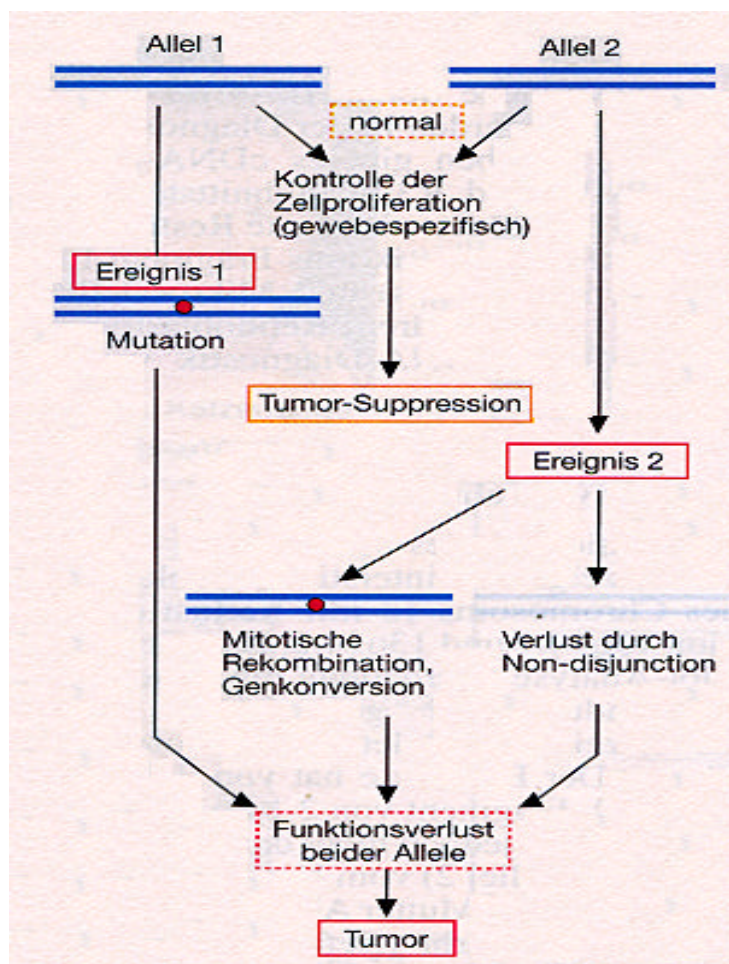 Allel 1
Allel 2
normal
Kontrolle der
Zellproliferation
(gewebespezifisch)
Ereignis 1
Mutation
Tumor-Suppression
Ereignis 2
Mitotische
Rekombination,
Genkonversion
Verlust durch
Non-disjunction
Funktionsverlust
beider Allele
Tumor